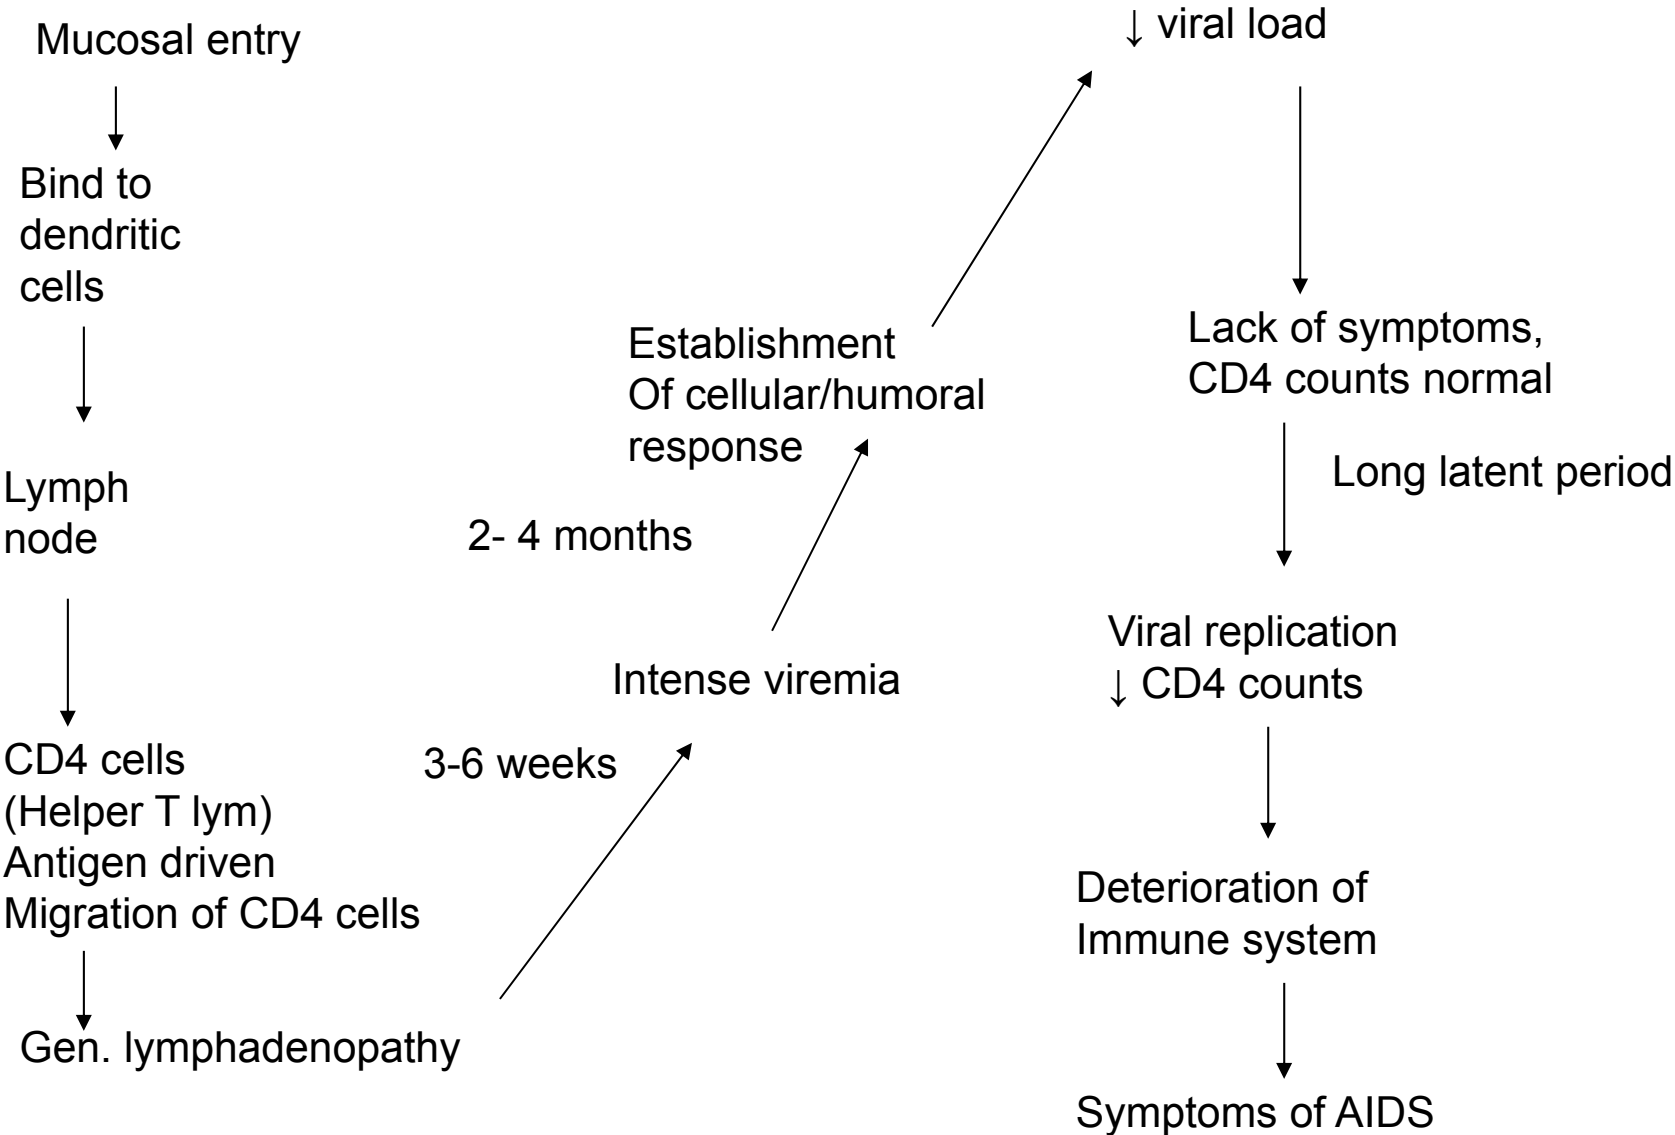 Mucosal entry
Bind to
dendritic
cells
Lymph
node
CD4 cells
(Helper T lym)
Antigen driven
Migration of CD4 cells
Gen. lymphadenopathy
3-6 weeks
Intense viremia
2- 4 months
Establishment
Of cellular/humoral
response
↓ viral load
Lack of symptoms,
CD4 counts normal
Long latent period
Viral replication
↓ CD4 counts
Deterioration of
Immune system
Symptoms of AIDS